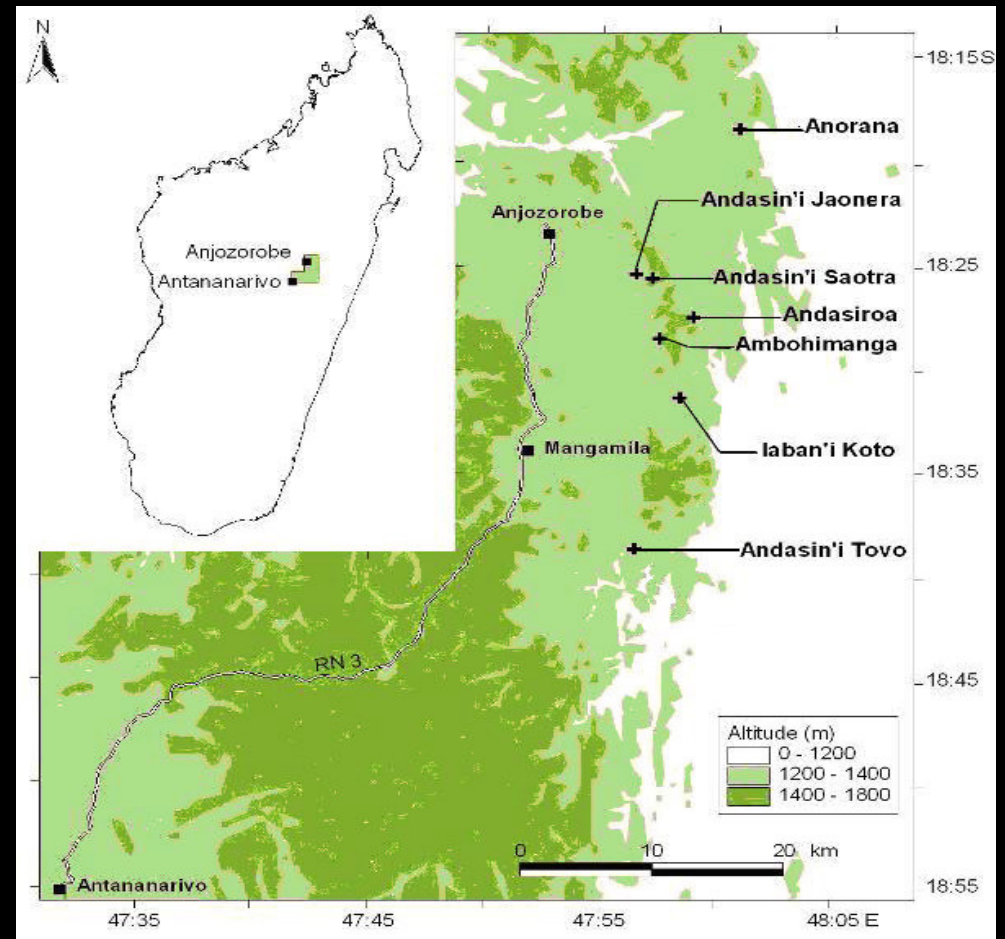 N
Anjozorobe
Antananarivo
18:15S
Anorana
Andasin'i Jaonera
Anjozorobe
18:25
Andasin'i Saotra
Andasiroa
Ambohimanga
Mangamila
Iaban'i Koto
18:35
Andasin'i Tovo
RN 3
18:45
Altitude (m)
0 - 1200
1200 - 1400
1400 - 1800
0 10 20 km
Antananarivo
18:55
47:35 47:45 47:55 48:05 E